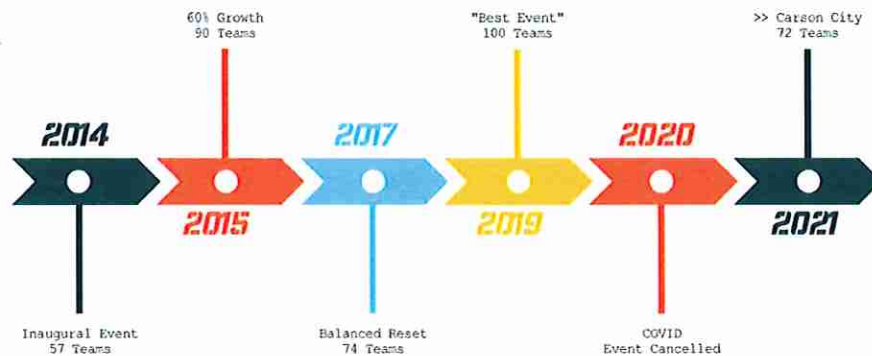 60% Growth
90 Teams
"Best Event"
100 Teams
>> Carson City
72 Teams
2014
2017
2020
2015
2019
2021
Inaugural Event
57 Teams
Balanced Reset
74 Teams
COVID
Event Cancelled